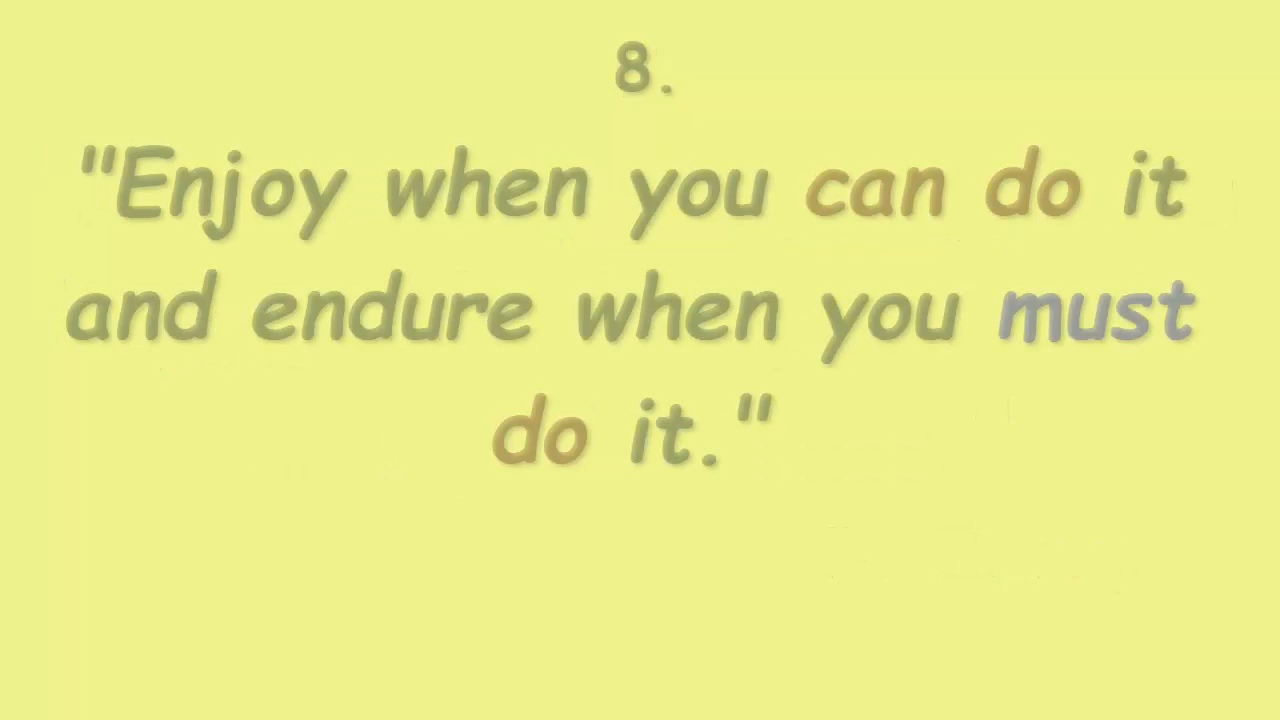 8.
"Enjoy when you can do it
and endure when you must
do it."